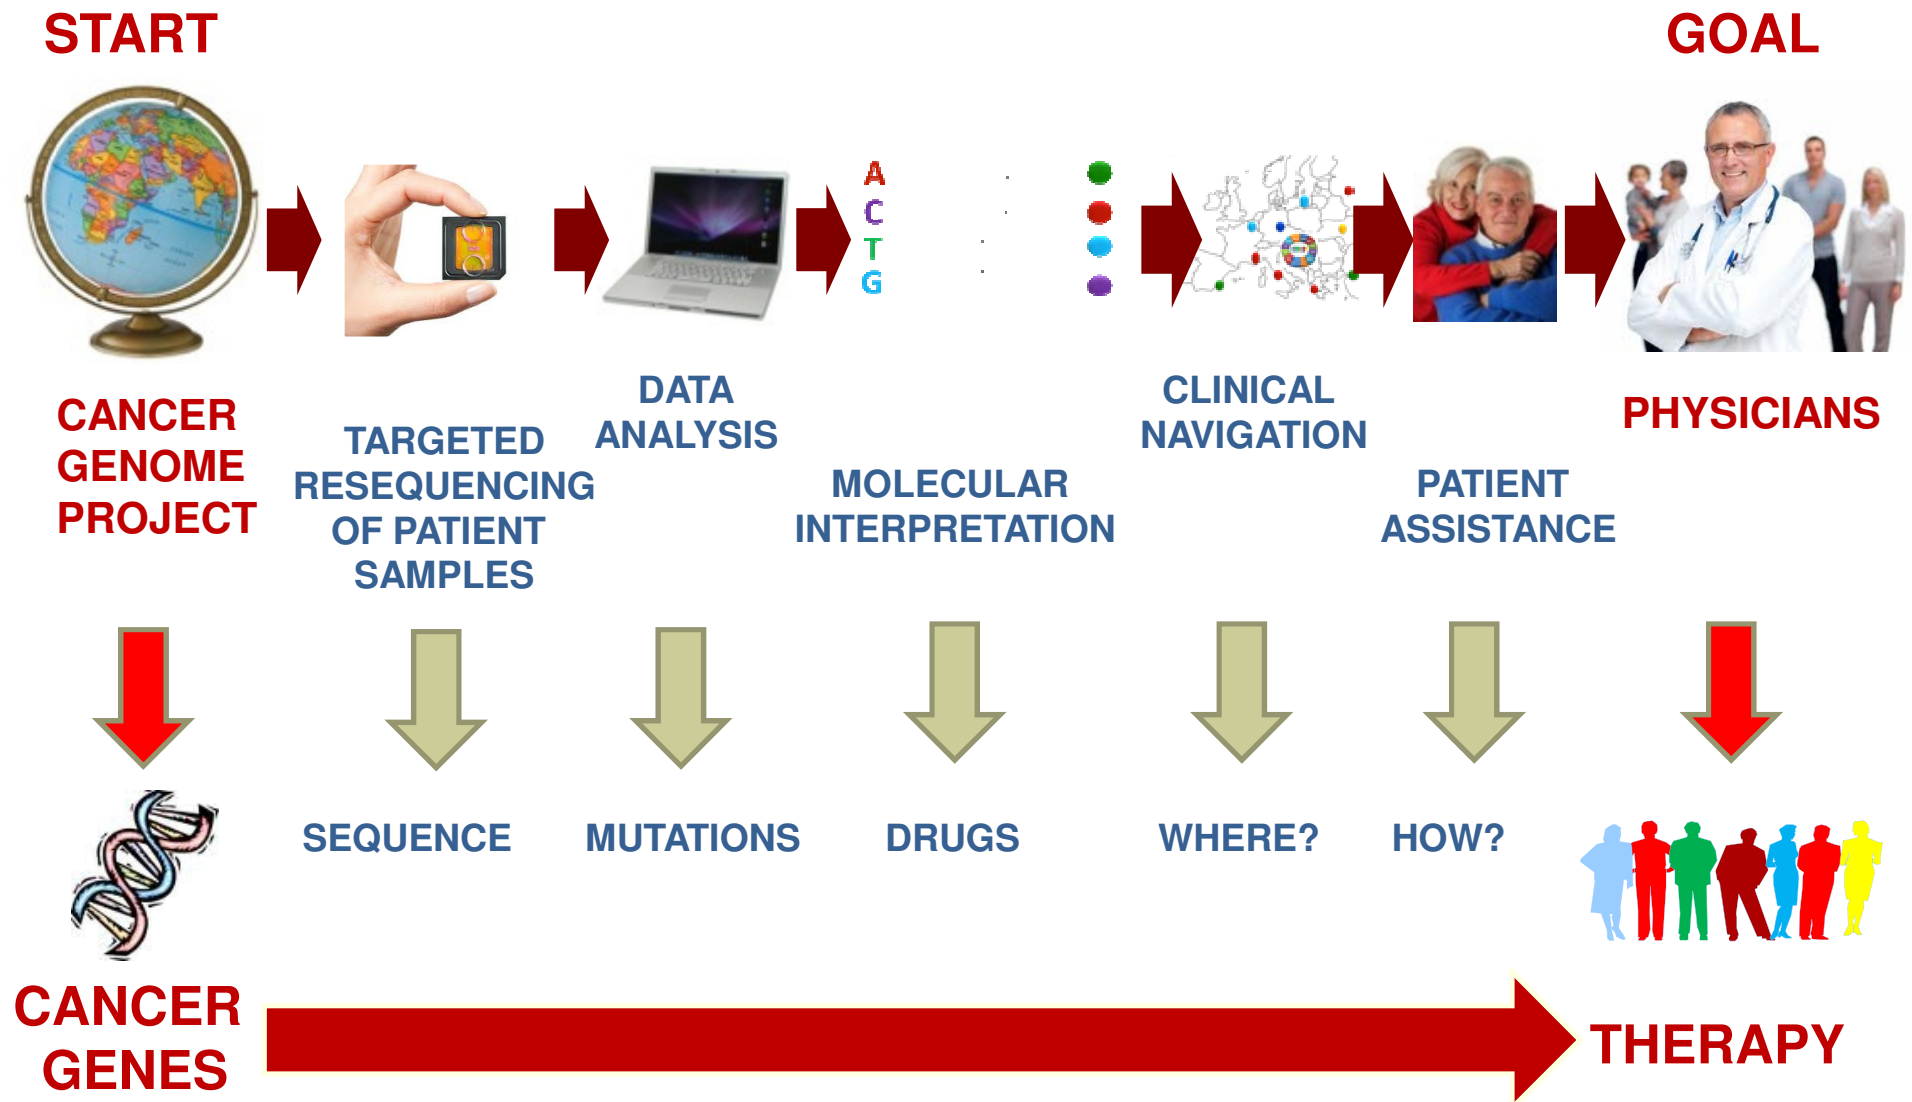 START
GOAL
A
C
T
G
CANCER
GENOME
PROJECT
TARGETED
RESEQUENCING
OF PATIENT
SAMPLES
DATA
ANALYSIS
MOLECULAR
INTERPRETATION
CLINICAL
NAVIGATION
PATIENT
ASSISTANCE
PHYSICIANS
SEQUENCE
MUTATIONS
DRUGS
WHERE?
HOW?
CANCER
GENES
THERAPY